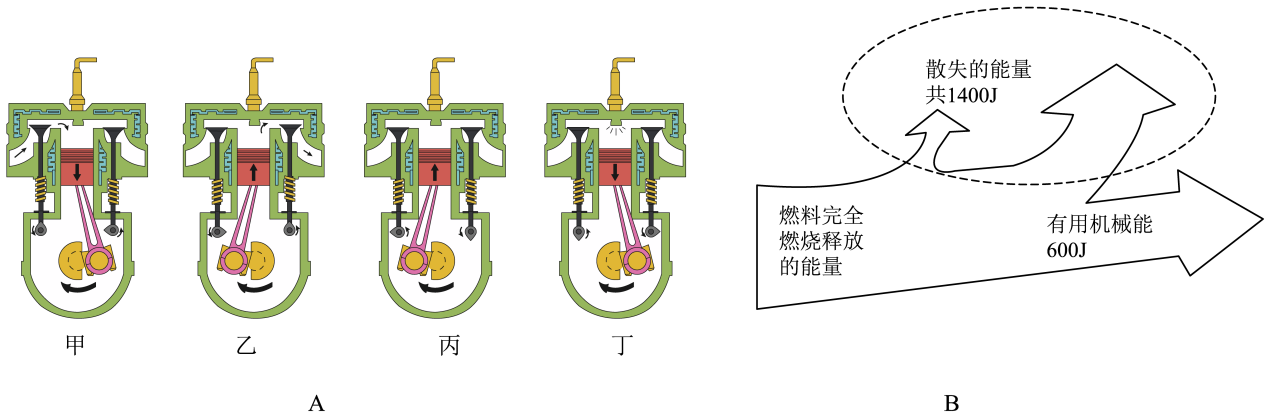 散失的能量
共1400J
燃料完全
燃烧释放
的能量
有用机械能
600J
甲
乙
丙
丁
A
B